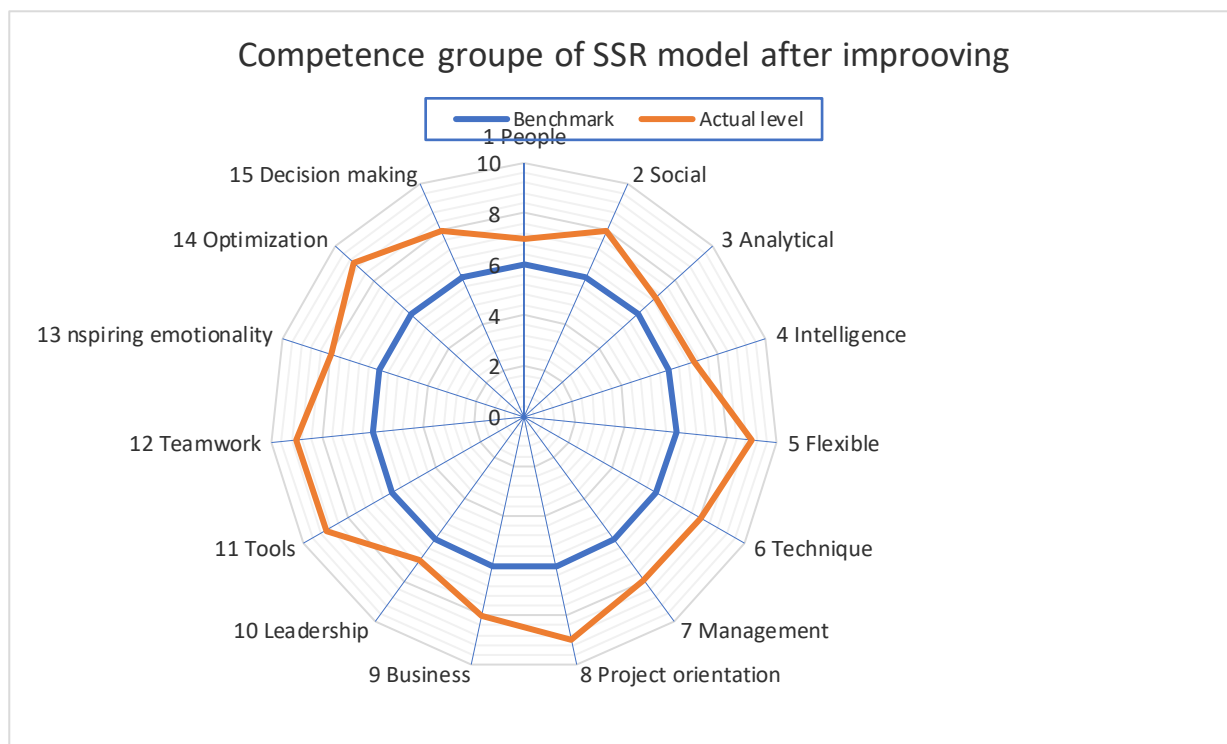 Competence groupe of SSR model after improoving
Benchmark Actual level
1 People
2 Social
3 Analytical
4 Intelligence
5 Flexible
6 Technique
7 Management
8 Project orientation
9 Business
10 Leadership
11 Tools
12 Teamwork
13 nspiring emotionality
14 Optimization
15 Decision making
10
8
6
4
2
0